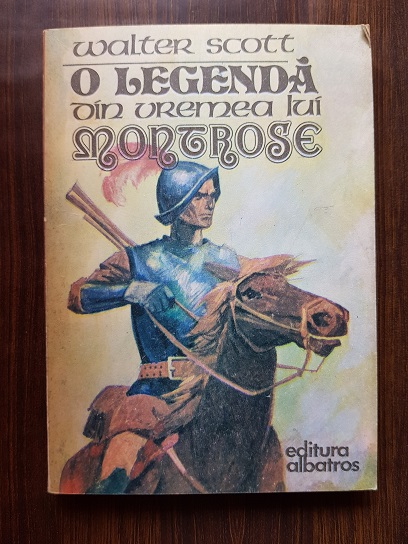 walter scott
O LEGENDĂ
din vremea lui
MONTROSE
editura
albatros